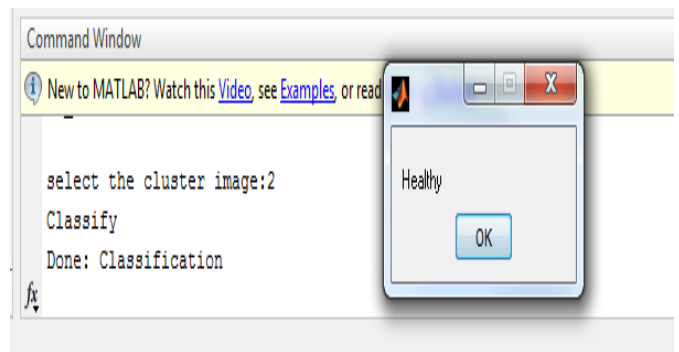 Command Window
New to MATLAB? Watch this Video, see Examples, or read
select the cluster image:2
Classify
Done: Classification
fx
Healthy
OK